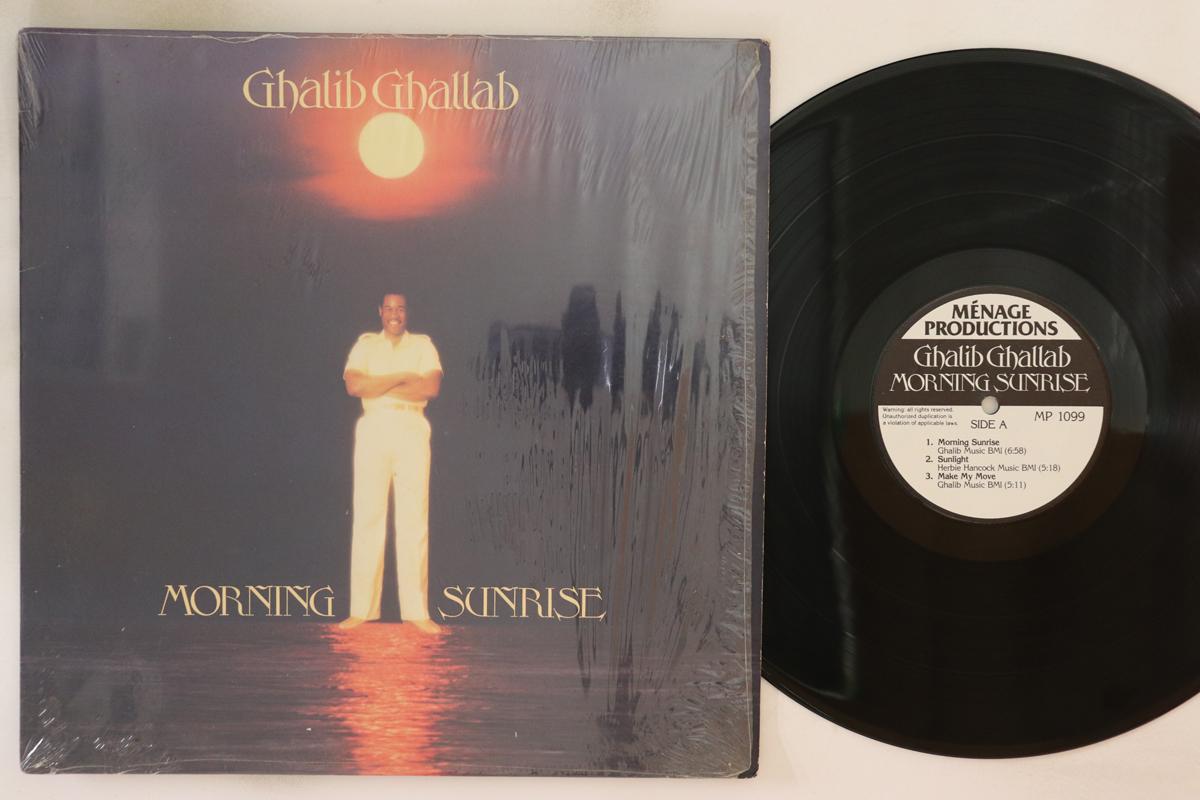 Ghalib Ghallab
MORNING SUNRISE
MÉNAGE
PRODUCTIONS
Ghalib Ghallab
MORNING SUNRISE
Warning: all rights reserved.
Unauthorized duplication is
a violation of applicable laws.
SIDE A
MP 1099
1. Morning Sunrise
Ghalib Music BMI (6:58)
2. Sunlight
Herbie Hancock Music BMI (5:18)
3. Make My Move
Ghalib Music BMI (5:11)